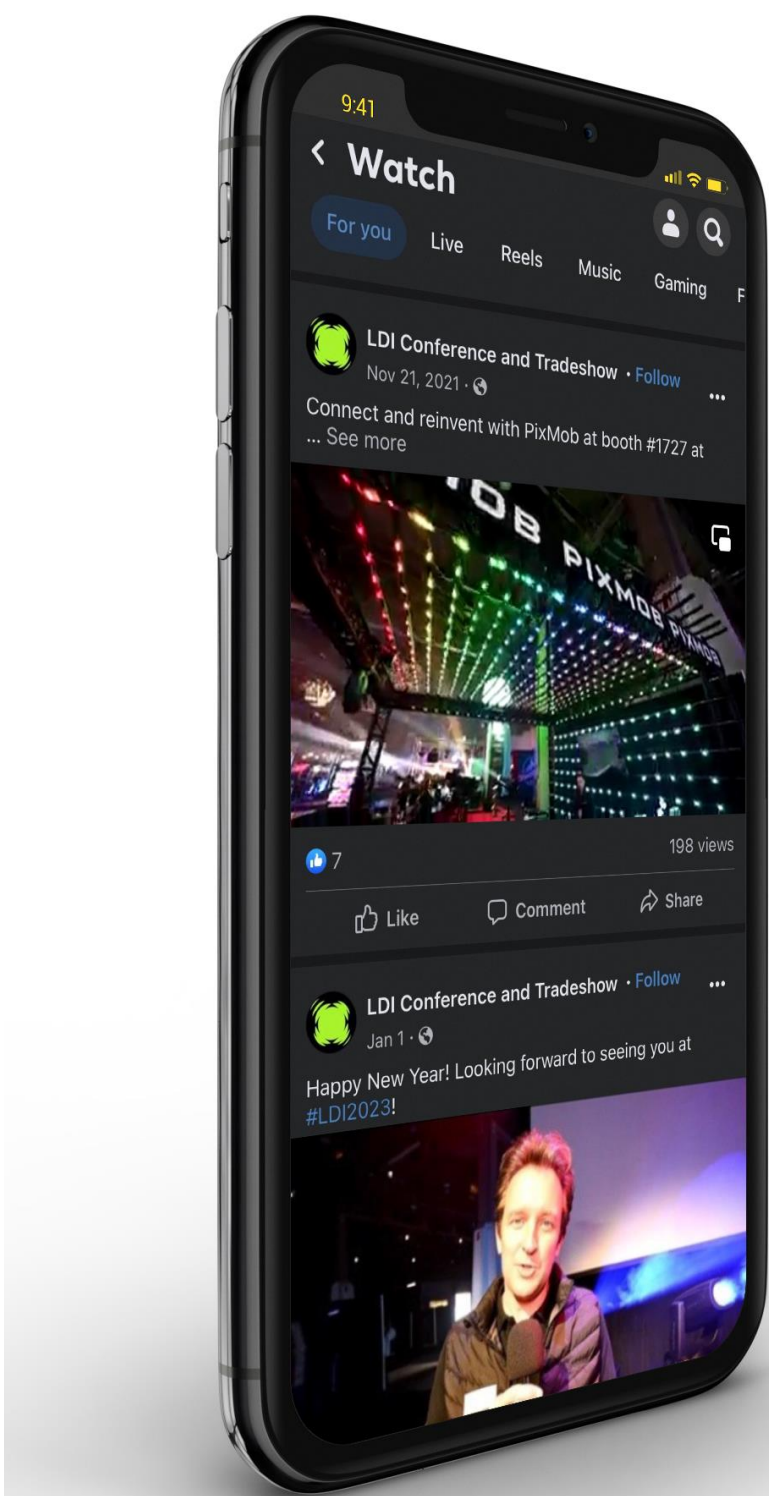 9:41
Watch
For you
Live
Reels
Music
Gaming
F
LDI Conference and Tradeshow · Follow
Nov 21, 2021 ·
Connect and reinvent with PixMob at booth #1727 at
... See more
OB PIXMOB PIXMOB
7
198 views
Like
Comment
Share
LDI Conference and Tradeshow · Follow
Jan 1 ·
Happy New Year! Looking forward to seeing you at
#LDI2023!